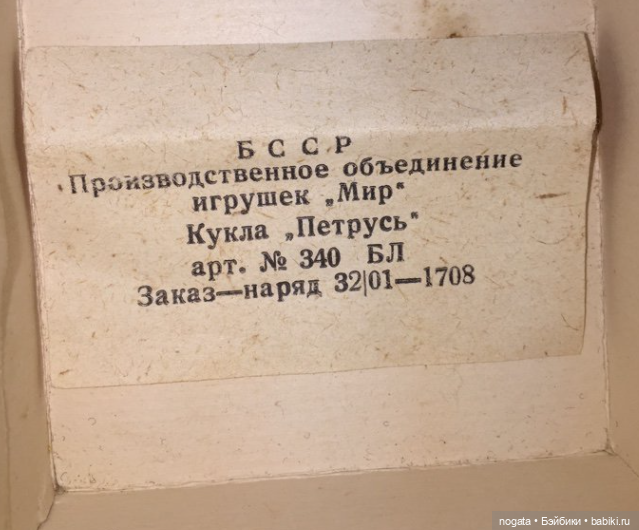 БССР
Производственное объединение
игрушек „Мир"
Кукла „Петрусь"
арт. № 340 БЛ
Заказ—наряд 32|01—1708
nogata • Бэйбики • babiki.ru